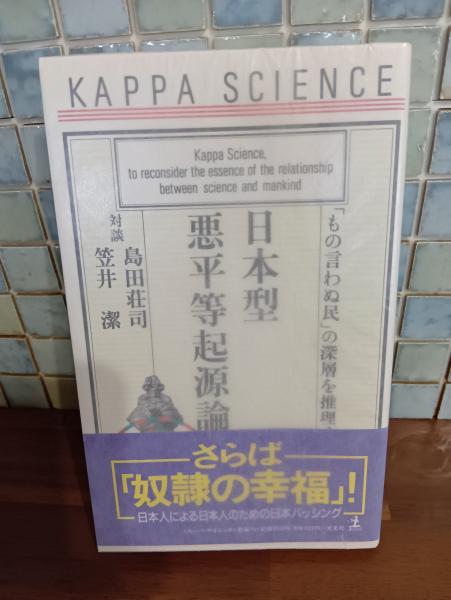 KAPPA SCIENCE
Kappa Science,
to reconsider the essence of the relationship
between science and mankind
「もの言わぬ民」の深層を推理
日本型
悪平等起源論
対談
島田荘司
笠井 潔
さらば
「奴隷の幸福」!
日本人による日本人のための日本バッシング